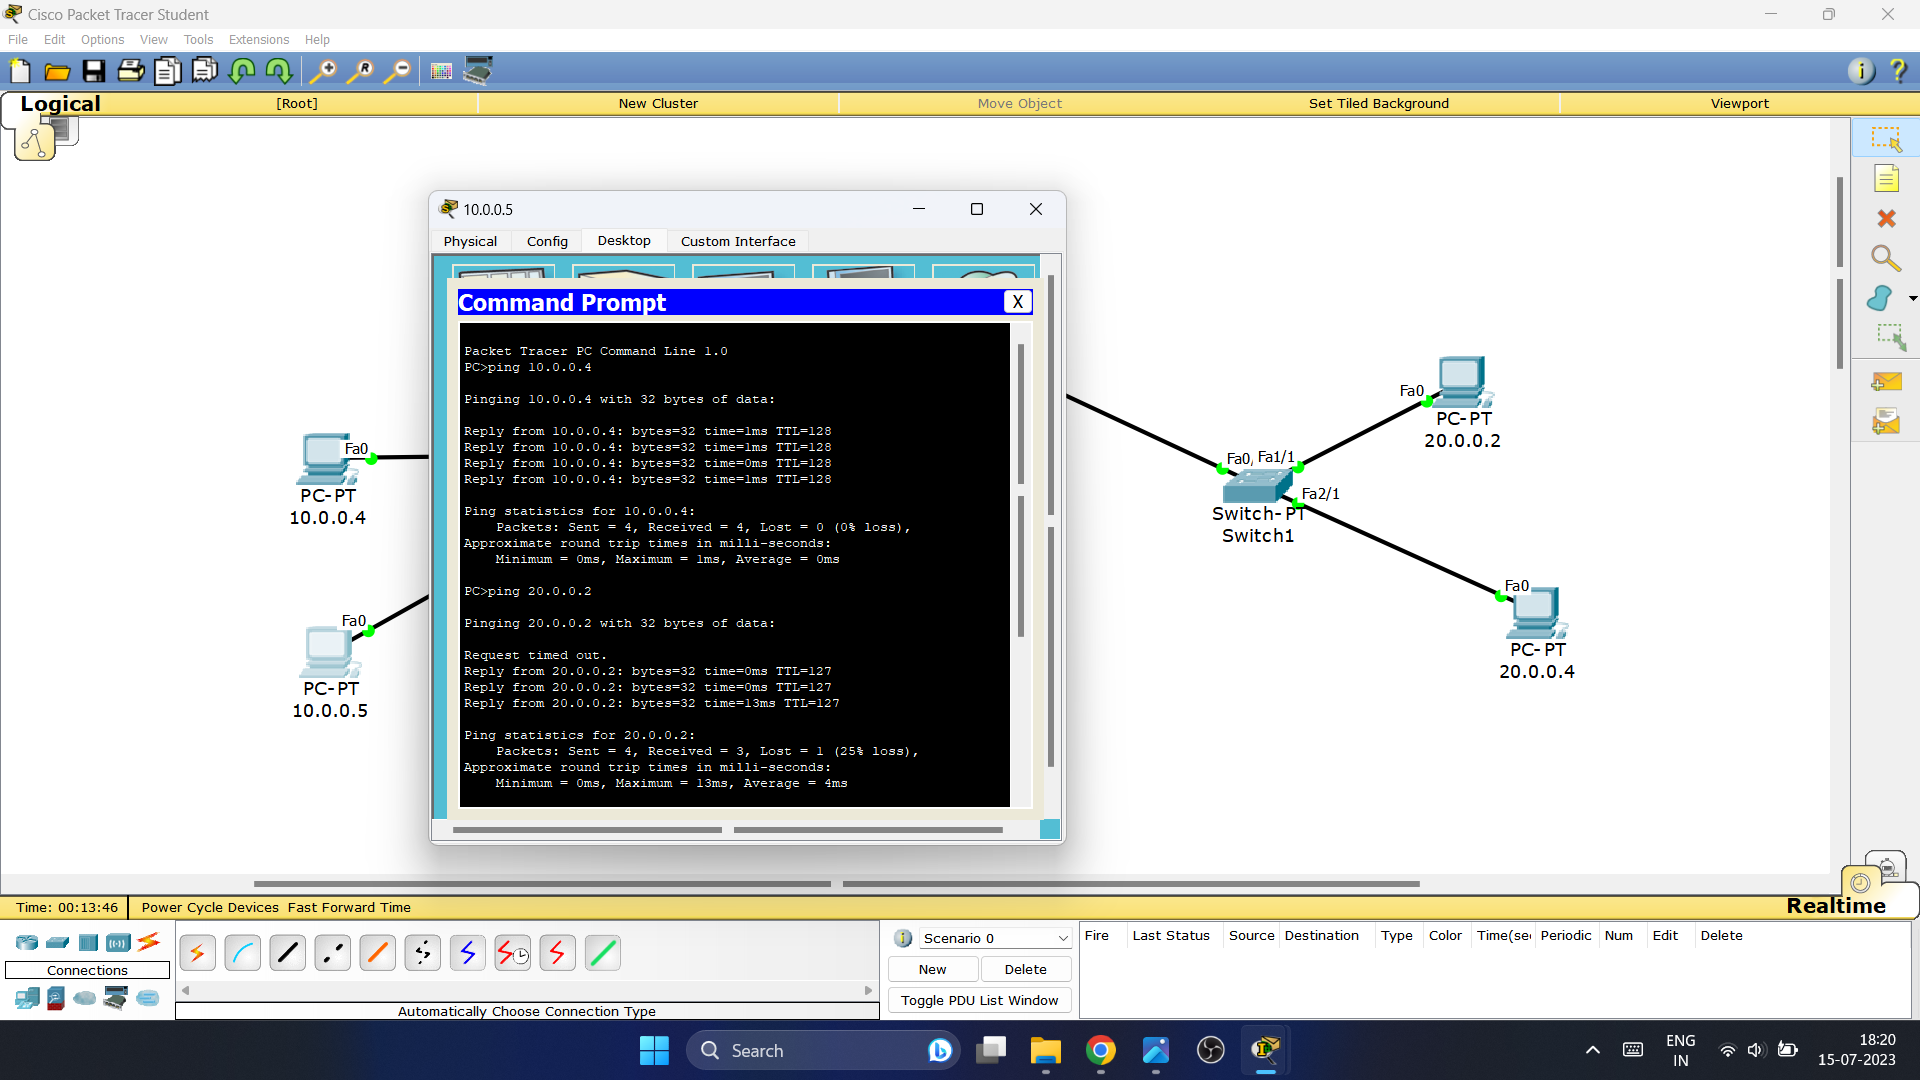 Cisco Packet Tracer Student
File Edit Options View Tools Extensions Help
R
i ?
Logical [Root] New Cluster Move Object Set Tiled Background Viewport
10.0.0.5
Physical Config Desktop Custom Interface
Command Prompt X
Packet Tracer PC Command Line 1.0
PC>ping 10.0.0.4
Pinging 10.0.0.4 with 32 bytes of data:
Reply from 10.0.0.4: bytes=32 time=1ms TTL=128
Reply from 10.0.0.4: bytes=32 time=1ms TTL=128
Reply from 10.0.0.4: bytes=32 time=0ms TTL=128
Reply from 10.0.0.4: bytes=32 time=1ms TTL=128
Ping statistics for 10.0.0.4:
Packets: Sent = 4, Received = 4, Lost = 0 (0% loss),
Approximate round trip times in milli-seconds:
Minimum = 0ms, Maximum = 1ms, Average = 0ms
PC>ping 20.0.0.2
Pinging 20.0.0.2 with 32 bytes of data:
Request timed out.
Reply from 20.0.0.2: bytes=32 time=0ms TTL=127
Reply from 20.0.0.2: bytes=32 time=0ms TTL=127
Reply from 20.0.0.2: bytes=32 time=13ms TTL=127
Ping statistics for 20.0.0.2:
Packets: Sent = 4, Received = 3, Lost = 1 (25% loss),
Approximate round trip times in milli-seconds:
Minimum = 0ms, Maximum = 13ms, Average = 4ms
Fa0
PC-PT
10.0.0.4
Fa0
PC-PT
10.0.0.5
Fa0
PC-PT
20.0.0.2
Fa0, Fa1/1
Fa2/1
Switch-PT
Switch1
Fa0
PC-PT
20.0.0.4
Time: 00:13:46 Power Cycle Devices Fast Forward Time
Realtime
Connections
Automatically Choose Connection Type
i Scenario 0
New Delete
Toggle PDU List Window
Fire Last Status Source Destination Type Color Time(sec Periodic Num Edit Delete
Search
ENG
IN
18:20
15-07-2023